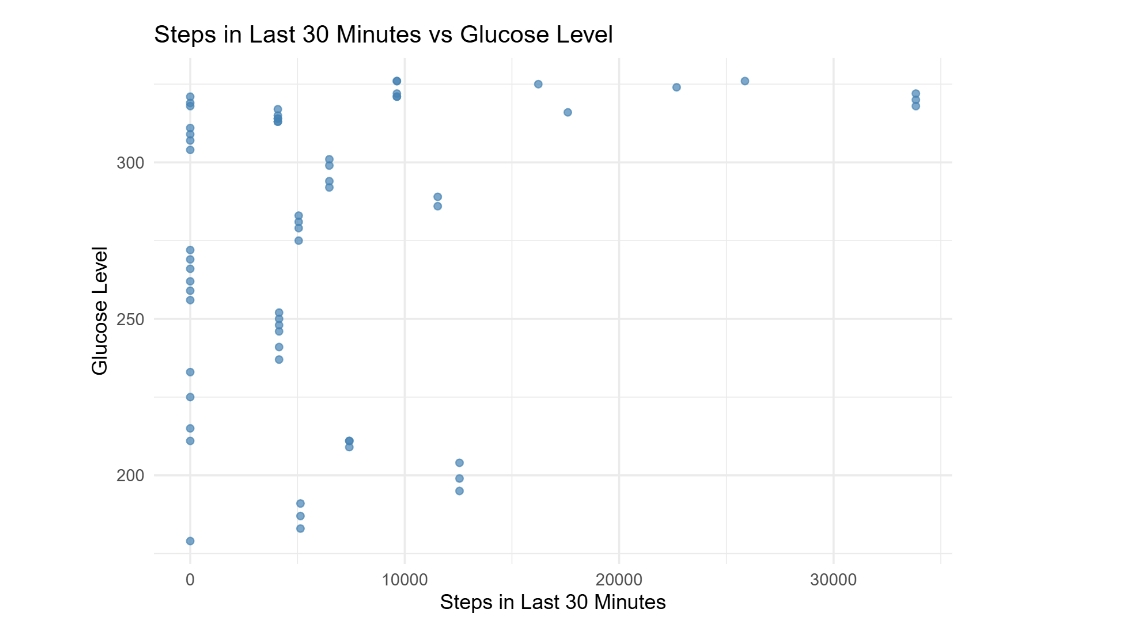 Steps in Last 30 Minutes vs Glucose Level
300
250
200
Glucose Level
0 10000 20000 30000
Steps in Last 30 Minutes